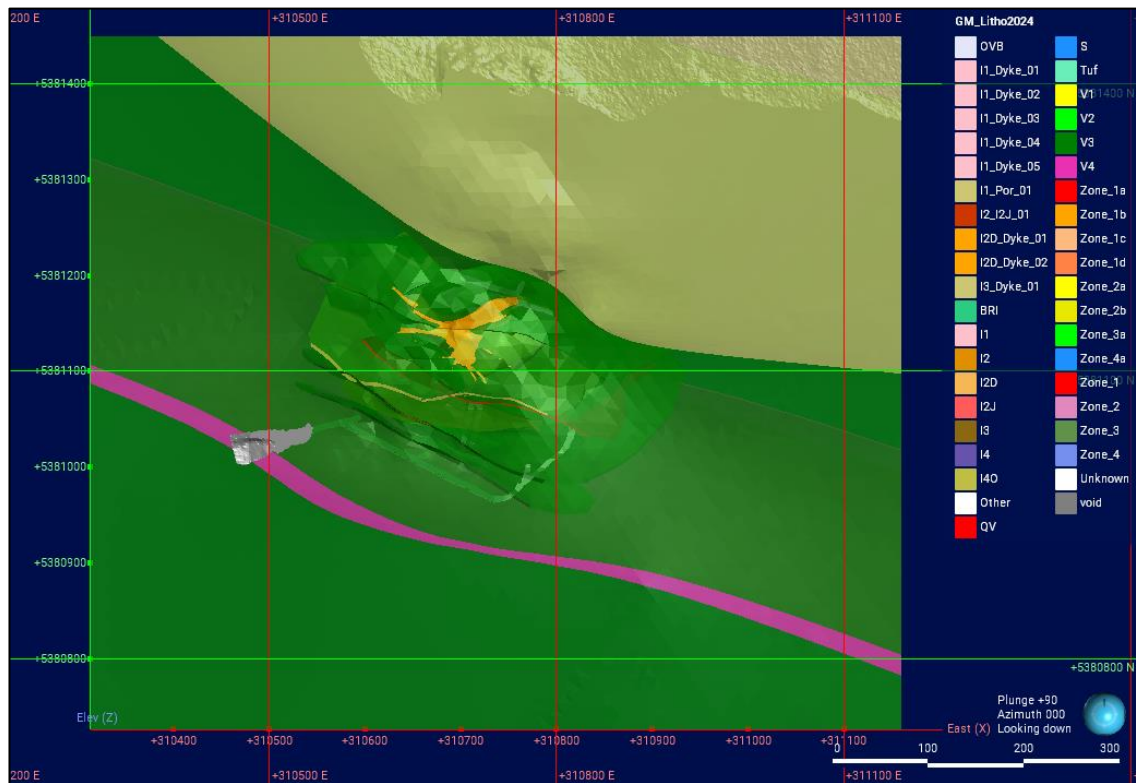 200 E
+310500 E
+310800 E
+311100 E
GM_Litho2024
OVB
S
I1_Dyke_01
Tuf
+5381400
I1_Dyke_02
V1
I1_Dyke_03
V2
I1_Dyke_04
V3
+5381300
I1_Dyke_05
V4
I1_Por_01
Zone_1a
I2_I2J_01
Zone_1b
I2D_Dyke_01
Zone_1c
+5381200
I2D_Dyke_02
Zone_1d
I3_Dyke_01
Zone_2a
BRI
Zone_2b
I1
Zone_3a
I2
Zone_4a
+5381100
I2D
Zone_1
I2J
Zone_2
I3
Zone_3
I4
Zone_4
+5381000
I4O
Unknown
Other
void
QV
+5380900
+5380800
+5380800 N
Plunge +90
Azimuth 000
Looking down
Elev (Z)
East (X)
+310400
+310500
+310600
+310700
+310800
+310900
+311000
+311100
0 100 200 300
200 E
+310500 E
+310800 E
+311100 E